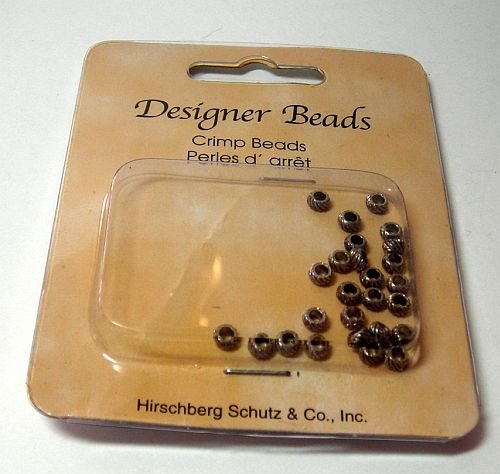 Designer Beads
Crimp Beads
Perles d' arrêt
Hirschberg Schutz & Co., Inc.